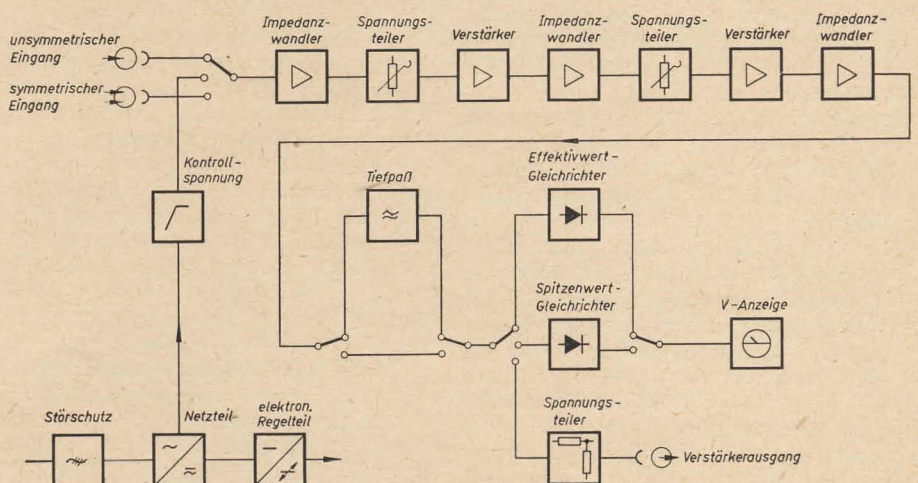 unsymmetrischer
Eingang
symmetrischer
Eingang
Impedanz-
wandler
Spannungs-
teiler
Verstärker
Impedanz-
wandler
Spannungs-
teiler
Verstärker
Impedanz-
wandler
Kontroll-
spannung
Tiefpaß
Effektivwert-
Gleichrichter
Spitzenwert-
Gleichrichter
V-Anzeige
Störschutz
Netzteil
elektron.
Regelteil
Spannungs-
teiler
Verstärkerausgang